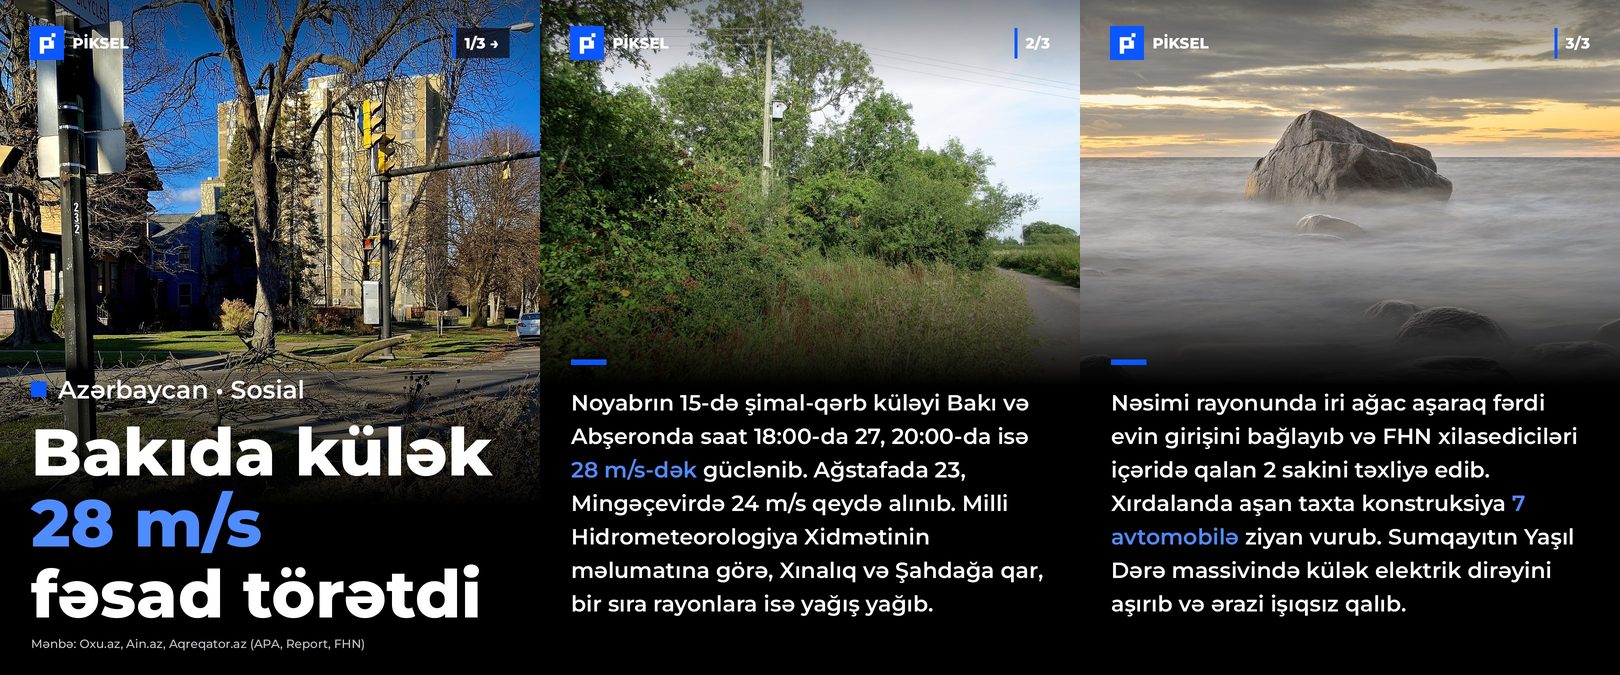 BICYCLES
PİKSEL
1/3 →
232
Azərbaycan • Sosial
Bakıda külək
28 m/s
fəsad törətdi
Mənbə: Oxu.az, Ain.az, Aqreqator.az (APA, Report, FHN)
PİKSEL
2/3
Noyabrın 15-də şimal-qərb küləyi Bakı və
Abşeronda saat 18:00-da 27, 20:00-da isə
28 m/s-dək güclənib. Ağstafada 23,
Mingəçevirdə 24 m/s qeydə alınıb. Milli
Hidrometeorologiya Xidmətinin
məlumatına görə, Xınalıq və Şahdağa qar,
bir sıra rayonlara isə yağış yağıb.
PİKSEL
3/3
Nəsimi rayonunda iri ağac aşaraq fərdi
evin girişini bağlayıb və FHN xilasediciləri
içəridə qalan 2 sakini təxliyə edib.
Xırdalanda aşan taxta konstruksiya 7
avtomobilə ziyan vurub. Sumqayıtın Yaşıl
Dərə massivində külək elektrik dirəyini
aşırıb və ərazi işıqsız qalıb.